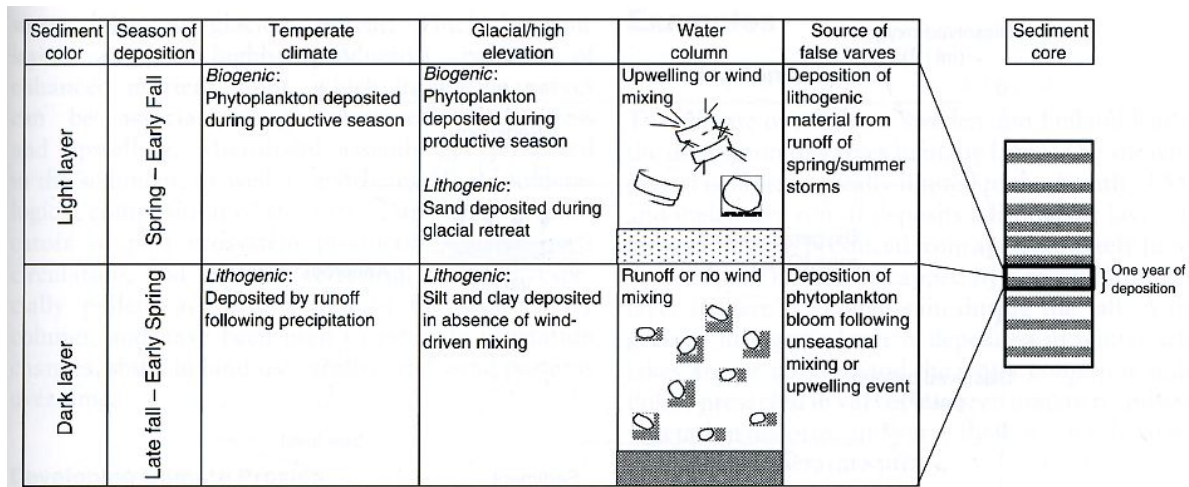 Sediment color
Season of deposition
Temperate climate
Glacial/high elevation
Water column
Source of false varves
Sediment core
Light layer
Spring – Early Fall
Biogenic:
Phytoplankton deposited
during productive season
Biogenic:
Phytoplankton
deposited during
productive season
Lithogenic:
Sand deposited during
glacial retreat
Upwelling or wind
mixing
Deposition of
lithogenic
material from
runoff of
spring/summer
storms
Dark layer
Late fall – Early Spring
Lithogenic:
Deposited by runoff
following precipitation
Lithogenic:
Silt and clay deposited
in absence of wind-
driven mixing
Runoff or no wind
mixing
Deposition of
phytoplankton
bloom following
unseasonal
mixing or
upwelling event
One year of
deposition